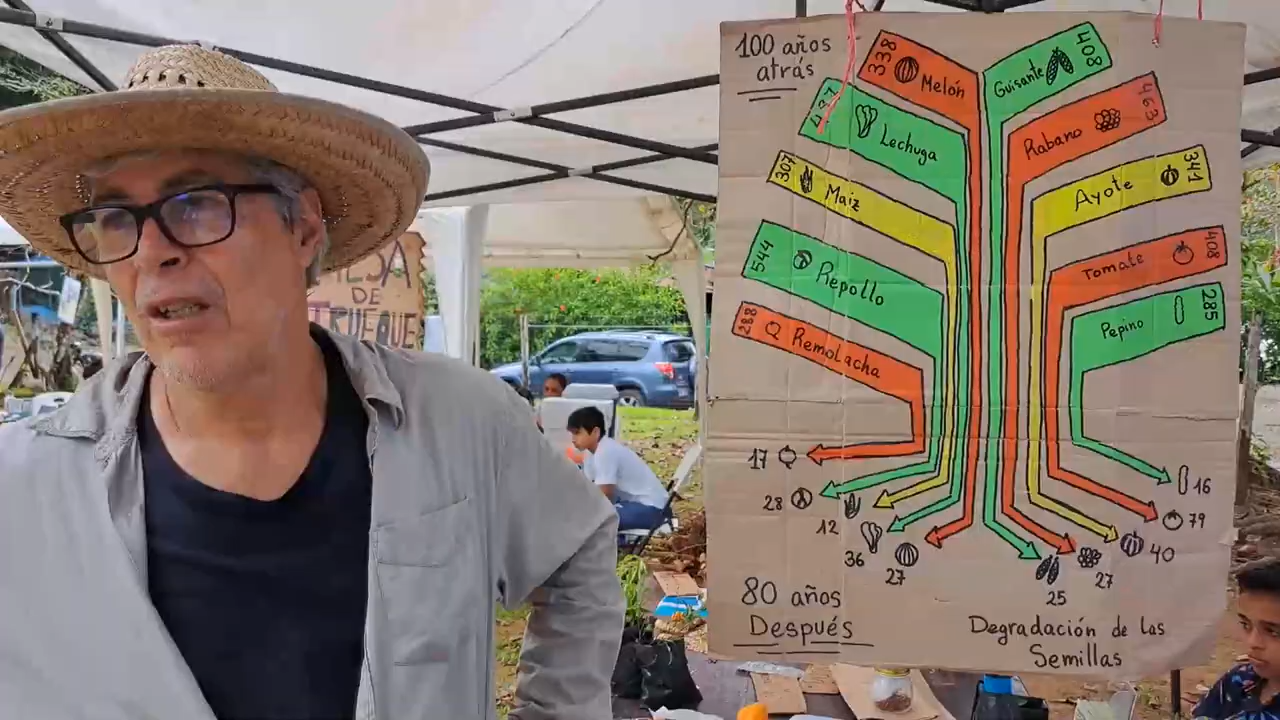 100 años
atrás
338 Melón
Guisante 408
497 Lechuga
Rabano 463
307 Maiz
Ayote 341
544 Repollo
Tomate 408
288 Remolacha
Pepino 285
17
28
12
36
27
25
27
40
79
16
80 años
Después
Degradación de las
Semillas
DE
TRUEQUE